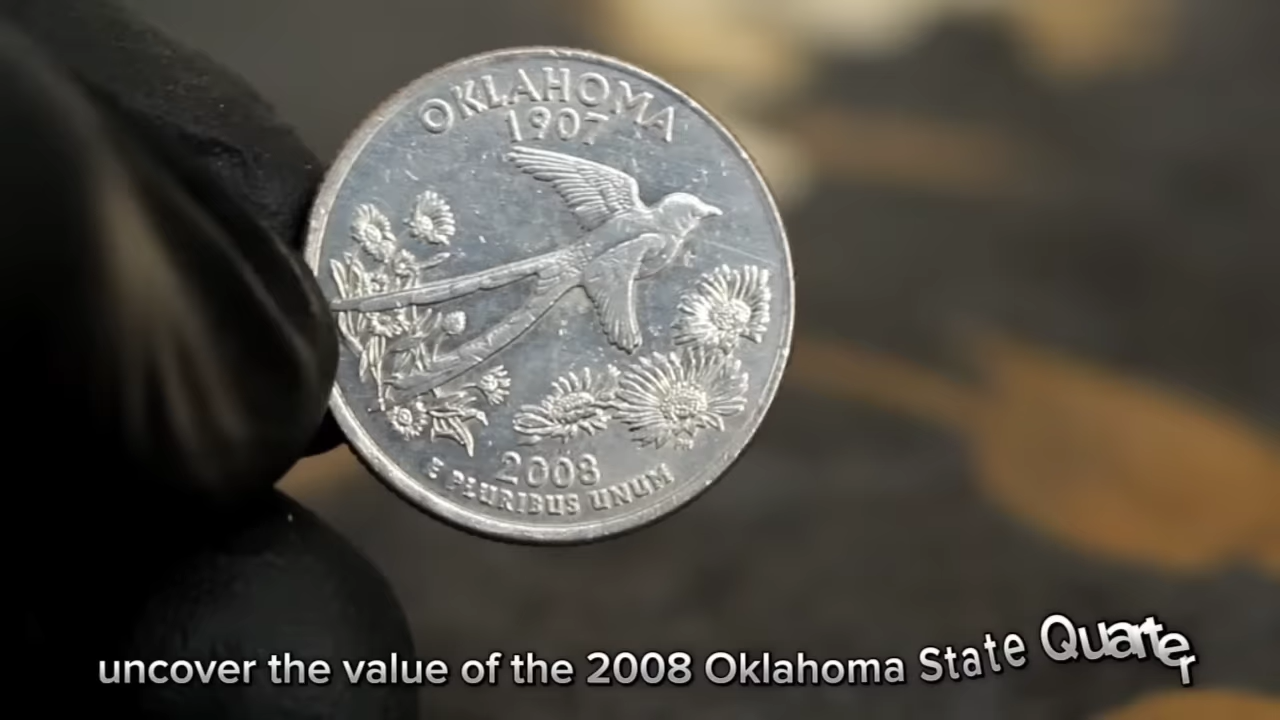 OKLAHOMA
1907
2008
E PLURIBUS UNUM
uncover the value of the 2008 Oklahoma State Quarter